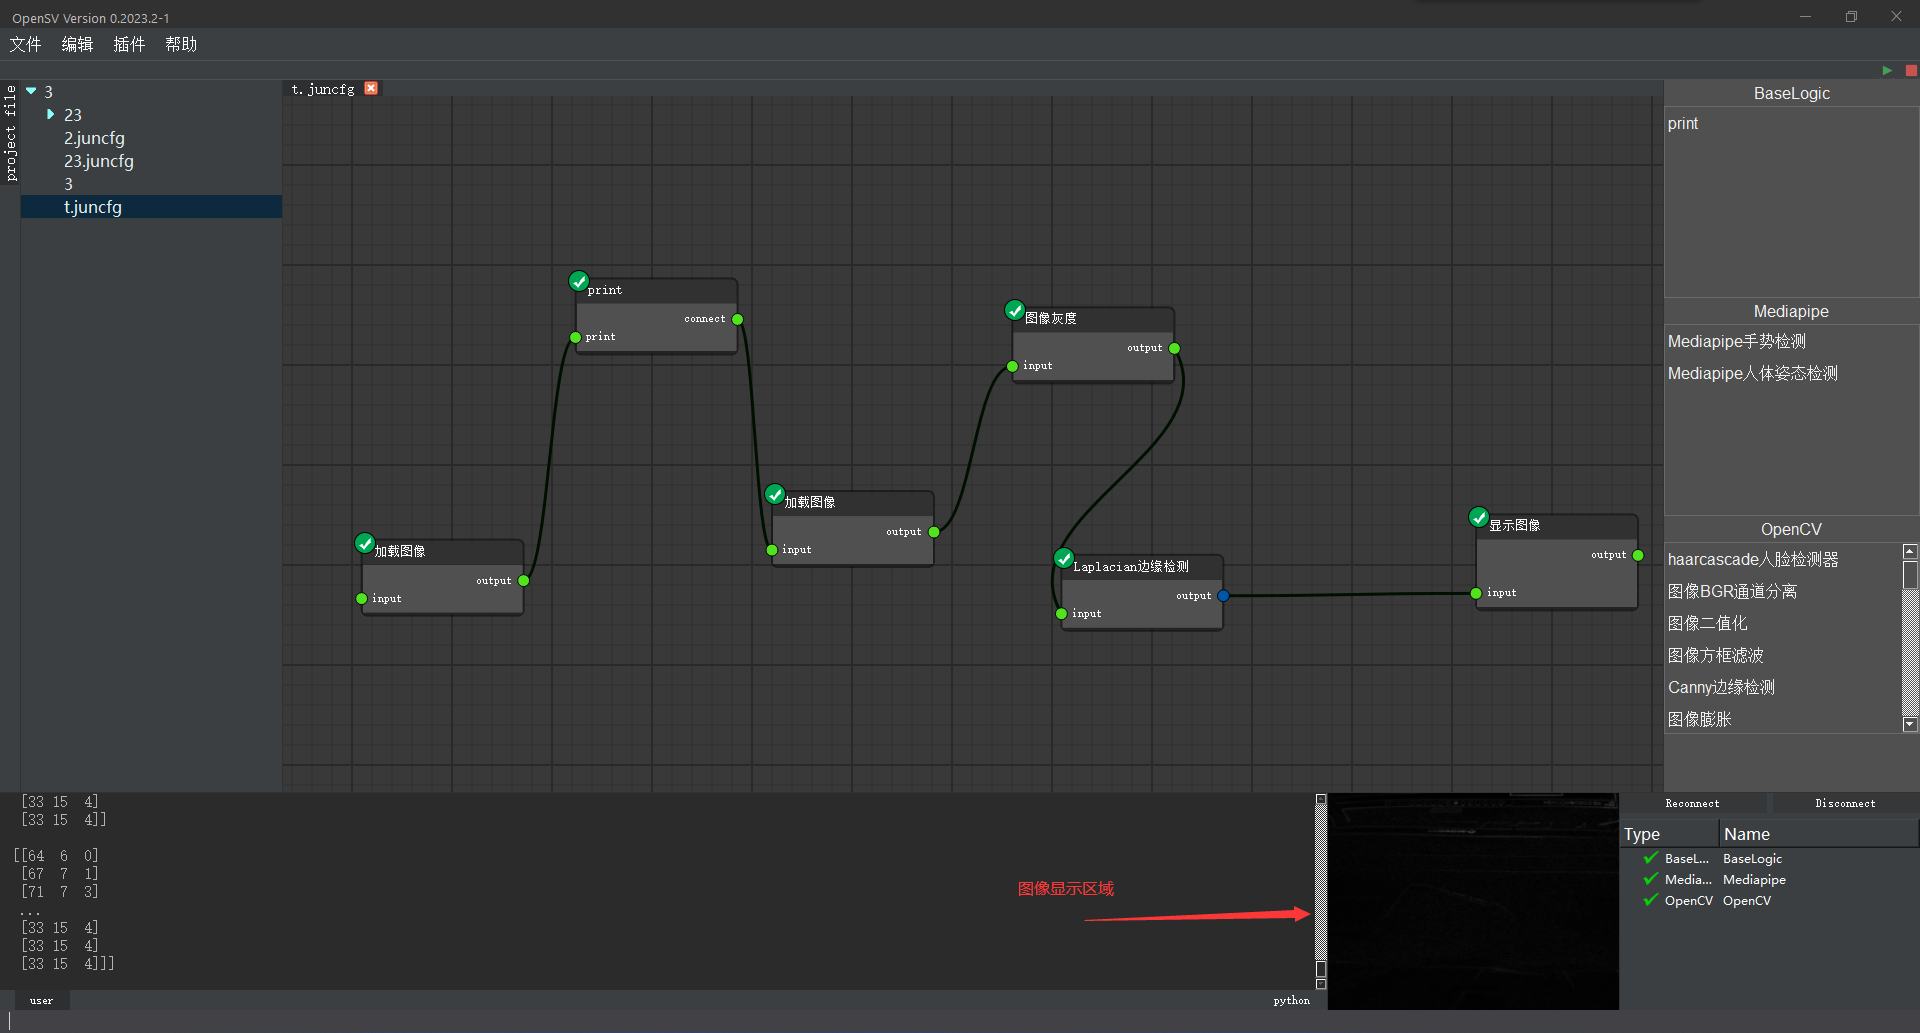 OpenSV Version 0.2023.2-1
文件 编辑 插件 帮助
project file
3
23
2.juncfg
23.juncfg
3
t.juncfg
t.juncfg
print
connect
print
图像灰度
output
input
加载图像
output
input
加载图像
output
input
Laplacian边缘检测
output
input
显示图像
output
input
BaseLogic
print
Mediapipe
Mediapipe手势检测
Mediapipe人体姿态检测
OpenCV
haarcascade人脸检测器
图像BGR通道分离
图像二值化
图像方框滤波
Canny边缘检测
图像膨胀
[33 15 4]
[33 15 4]]
[[64 6 0]
[67 7 1]
[71 7 3]
...
[33 15 4]
[33 15 4]
[33 15 4]]]
图像显示区域
user
python
Reconnect Disconnect
Type Name
BaseL... BaseLogic
Media... Mediapipe
OpenCV OpenCV